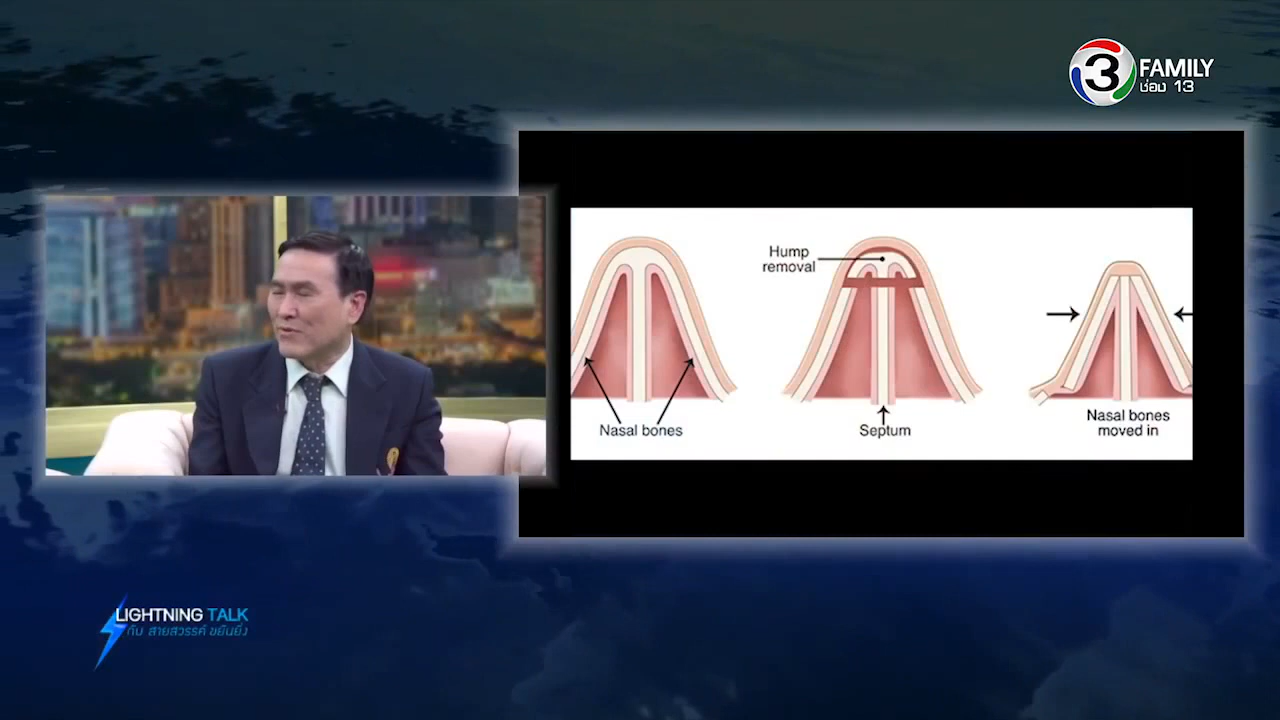 3 FAMILY
ช่อง 13
Hump
removal
Nasal bones
Septum
Nasal bones
moved in
LIGHTNING TALK
กับ สายสวรรค์ ขยันยิ่ง